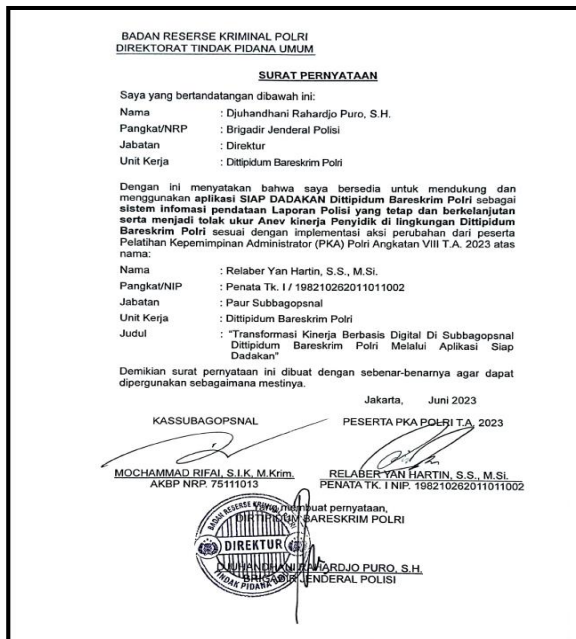 BADAN RESERSE KRIMINAL POLRI
DIREKTORAT TINDAK PIDANA UMUM
SURAT PERNYATAAN
Saya yang bertandatangan dibawah ini:
Nama : Djuhandhani Rahardjo Puro, S.H.
Pangkat/NRP : Brigadir Jenderal Polisi
Jabatan : Direktur
Unit Kerja : Dittipidum Bareskrim Polri
Dengan ini menyatakan bahwa saya bersedia untuk mendukung dan
menggunakan aplikasi SIAP DADAKAN Dittipidum Bareskrim Polri sebagai
sistem infomasi pendataan Laporan Polisi yang tetap dan berkelanjutan
serta menjadi tolak ukur Anev kinerja Penyidik di lingkungan Dittipidum
Bareskrim Polri sesuai dengan implementasi aksi perubahan dari peserta
Pelatihan Kepemimpinan Administrator (PKA) Polri Angkatan VIII T.A. 2023 atas
nama:
Nama : Relaber Yan Hartin, S.S., M.Si.
Pangkat/NIP : Penata Tk. I / 198210262011011002
Jabatan : Paur Subbagopsnal
Unit Kerja : Dittipidum Bareskrim Polri
Judul : "Transformasi Kinerja Berbasis Digital Di Subbagopsnal
Dittipidum Bareskrim Polri Melalui Aplikasi Siap
Dadakan"
Demikian surat pernyataan ini dibuat dengan sebenar-benarnya agar dapat
dipergunakan sebagaimana mestinya.
Jakarta, Juni 2023
KASSUBAGOPSNAL
MOCHAMMAD RIFAI, S.I.K, M.Krim.
AKBP NRP. 75111013
PESERTA PKA POLRI T.A. 2023
RELABER YAN HARTIN, S.S., M.Si.
PENATA TK. I NIP. 198210262011011002
Yang membuat pernyataan,
DIRTIPIDUM BARESKRIM POLRI
BADAN RESERSE KRIMINAL POLRI
DIREKTUR
TINDAK PIDANA UMUM
DJUHANDHANI RAHARDJO PURO, S.H.
BRIGADIR JENDERAL POLISI